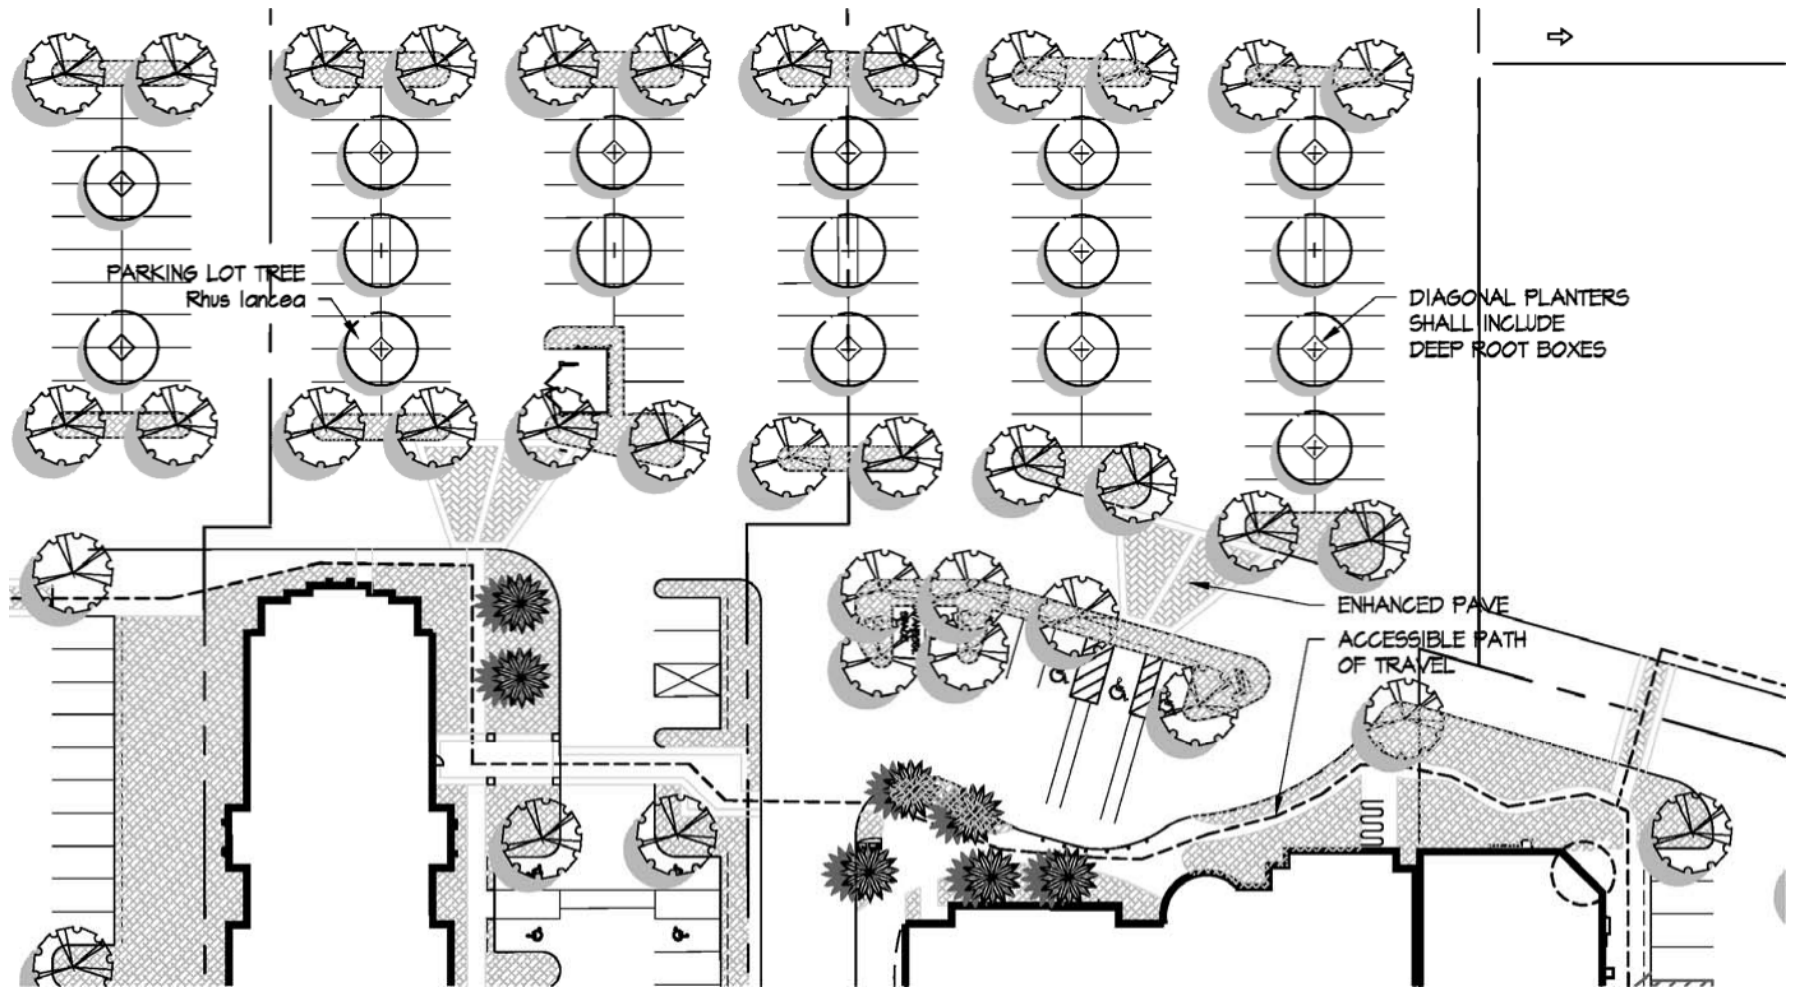 PARKING LOT TREE
Rhus lancea
DIAGONAL PLANTERS
SHALL INCLUDE
DEEP ROOT BOXES
ENHANCED PAVE
ACCESSIBLE PATH
OF TRAVEL